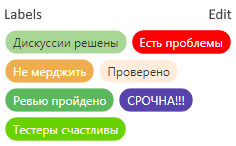 Labels Edit
Дискуссии решены Есть проблемы
Не мерджить Проверено
Ревью пройдено СРОЧНА!!!
Тестеры счастливы